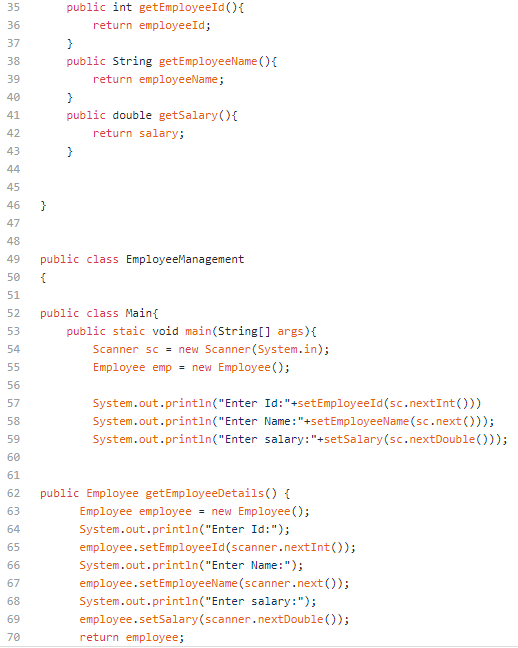 35 public int getEmployeeId(){
36 return employeeId;
37 }
38 public String getEmployeeName(){
39 return employeeName;
40 }
41 public double getSalary(){
42 return salary;
43 }
44
45
46 }
47
48
49 public class EmployeeManagement
50 {
51
52 public class Main{
53 public staic void main(String[] args){
54 Scanner sc = new Scanner(System.in);
55 Employee emp = new Employee();
56
57 System.out.println("Enter Id:"+setEmployeeId(sc.nextInt()))
58 System.out.println("Enter Name:"+setEmployeeName(sc.next()));
59 System.out.println("Enter salary:"+setSalary(sc.nextDouble()));
60
61
62 public Employee getEmployeeDetails() {
63 Employee employee = new Employee();
64 System.out.println("Enter Id:");
65 employee.setEmployeeId(scanner.nextInt());
66 System.out.println("Enter Name:");
67 employee.setEmployeeName(scanner.next());
68 System.out.println("Enter salary:");
69 employee.setSalary(scanner.nextDouble());
70 return employee;